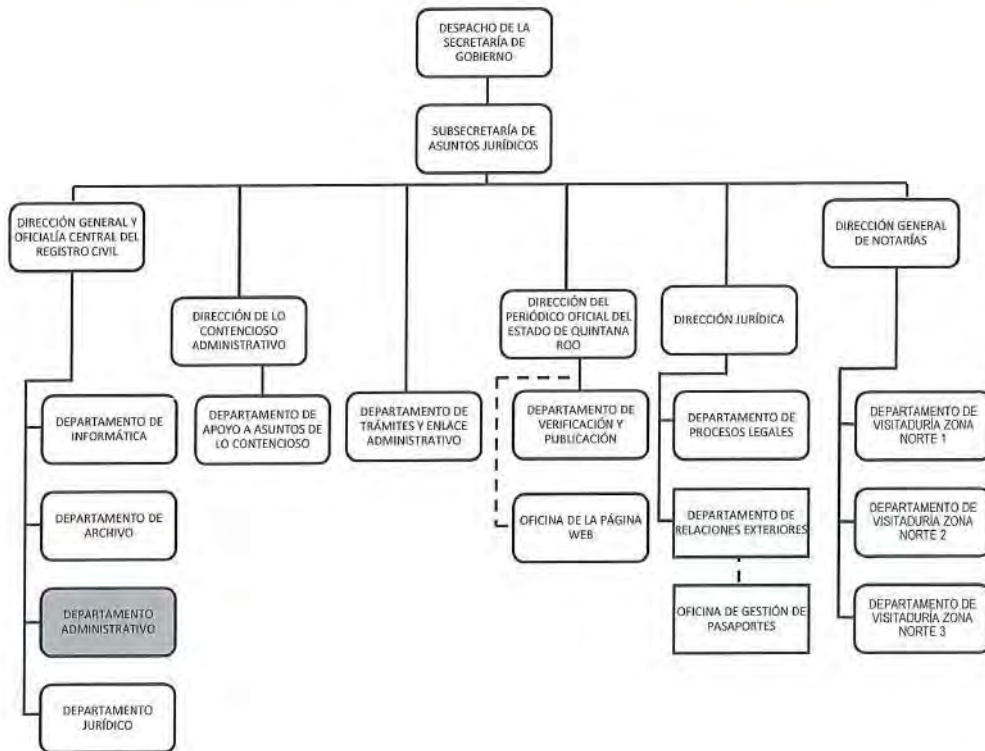 DESPACHO DE LA
SECRETARÍA DE
GOBIERNO
SUBSECRETARÍA DE
ASUNTOS JURÍDICOS
DIRECCIÓN GENERAL Y
OFICIALÍA CENTRAL DEL
REGISTRO CIVIL
DIRECCIÓN GENERAL
DE NOTARÍAS
DIRECCIÓN DE LO
CONTENCIOSO
ADMINISTRATIVO
DIRECCIÓN DEL
PERIÓDICO OFICIAL DEL
ESTADO DE QUINTANA
ROO
DIRECCIÓN JURÍDICA
DEPARTAMENTO DE
INFORMÁTICA
DEPARTAMENTO DE
APOYO A ASUNTOS DE
LO CONTENCIOSO
DEPARTAMENTO DE
TRÁMITES Y ENLACE
ADMINISTRATIVO
DEPARTAMENTO DE
VERIFICACIÓN Y
PUBLICACIÓN
DEPARTAMENTO DE
PROCESOS LEGALES
DEPARTAMENTO DE
VISITADURÍA ZONA
NORTE 1
DEPARTAMENTO DE
ARCHIVO
OFICINA DE LA PÁGINA
WEB
DEPARTAMENTO DE
RELACIONES EXTERIORES
DEPARTAMENTO DE
VISITADURÍA ZONA
NORTE 2
DEPARTAMENTO
ADMINISTRATIVO
OFICINA DE GESTIÓN DE
PASAPORTES
DEPARTAMENTO DE
VISITADURÍA ZONA
NORTE 3
DEPARTAMENTO
JURÍDICO